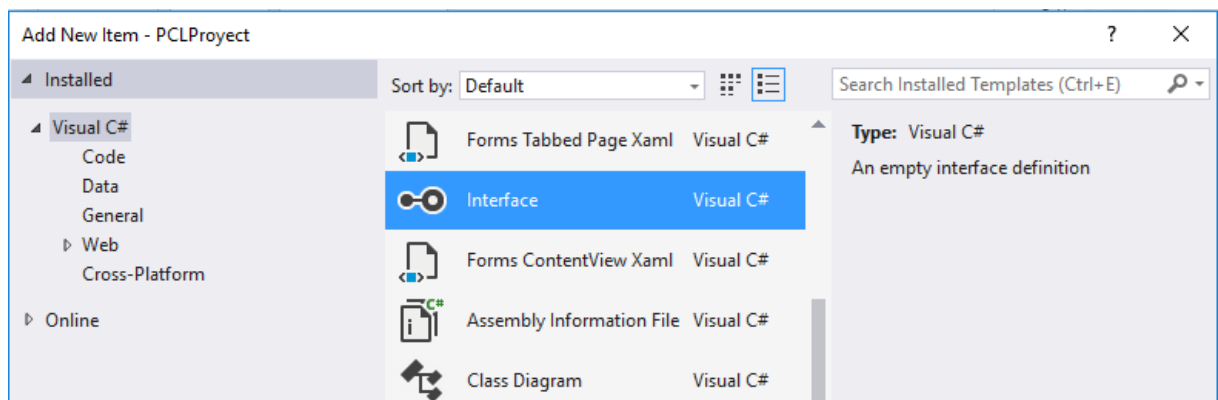 Add New Item - PCLProyect
?
Installed
Sort by: Default
Search Installed Templates (Ctrl+E)
Visual C#
Code
Data
General
Web
Cross-Platform
Online
Forms Tabbed Page Xaml Visual C#
Interface Visual C#
Forms ContentView Xaml Visual C#
C#
i
Assembly Information File Visual C#
Class Diagram Visual C#
Type: Visual C#
An empty interface definition